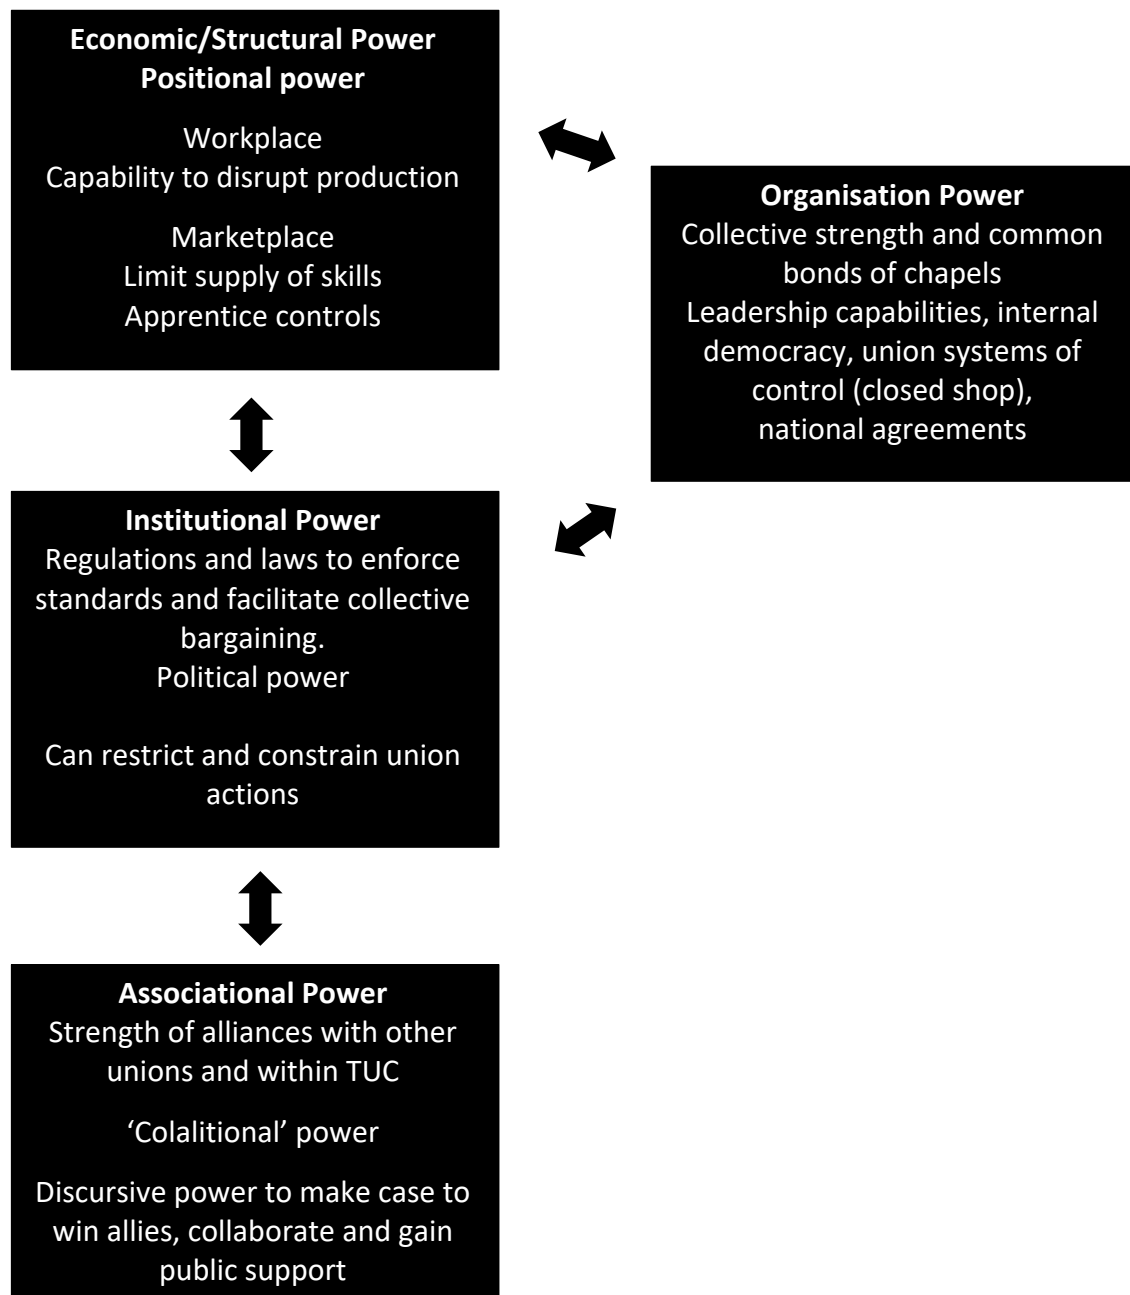 Economic/Structural Power
Positional power
Workplace
Capability to disrupt production
Marketplace
Limit supply of skills
Apprentice controls
Organisation Power
Collective strength and common
bonds of chapels
Leadership capabilities, internal
democracy, union systems of
control (closed shop),
national agreements
Institutional Power
Regulations and laws to enforce
standards and facilitate collective
bargaining.
Political power
Can restrict and constrain union
actions
Associational Power
Strength of alliances with other
unions and within TUC
‘Colalitional’ power
Discursive power to make case to
win allies, collaborate and gain
public support